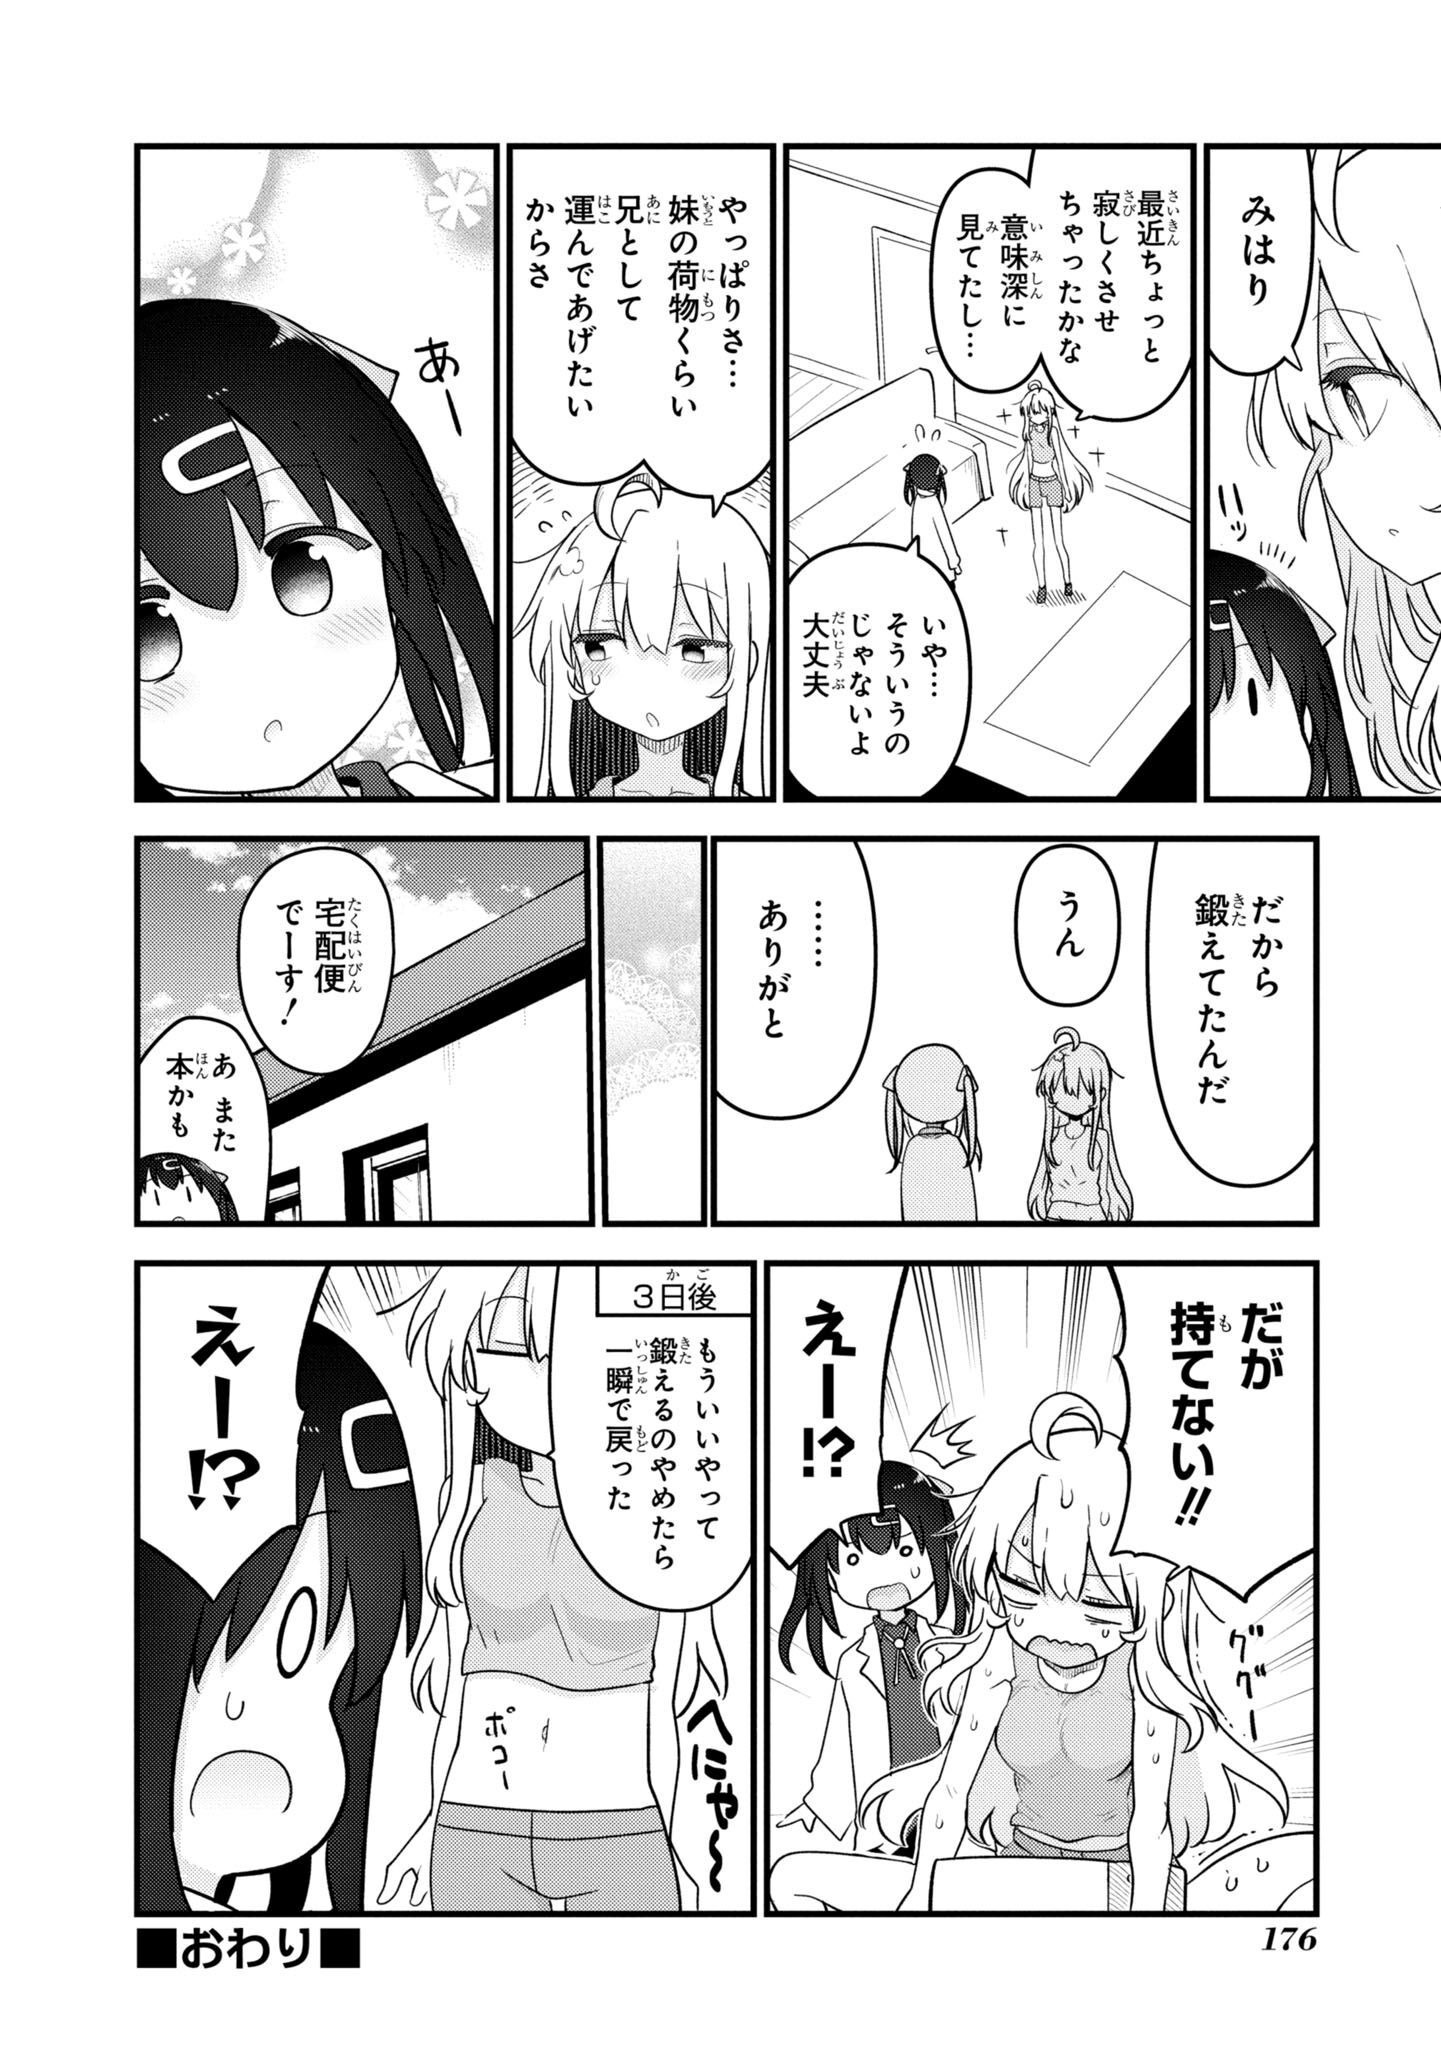 みはり
ハッ
最近ちょっと
寂しくさせ
ちゃったかな
意味深に
見てたし…
いや…
そういうの
じゃないよ
大丈夫
やっぱりさ…
妹の荷物くらい
兄として
運んであげたい
からさ
あー
だから
鍛えてたんだ
うん
……
ありがと
宅配便
でーす!
あ また
本かも
だが
持てない!!
えー!?
ググググー
3日後
もういいやって
鍛えるのやめたら
一瞬で戻った
ポコー
へにゃ〜
えー!?
■おわり■
176